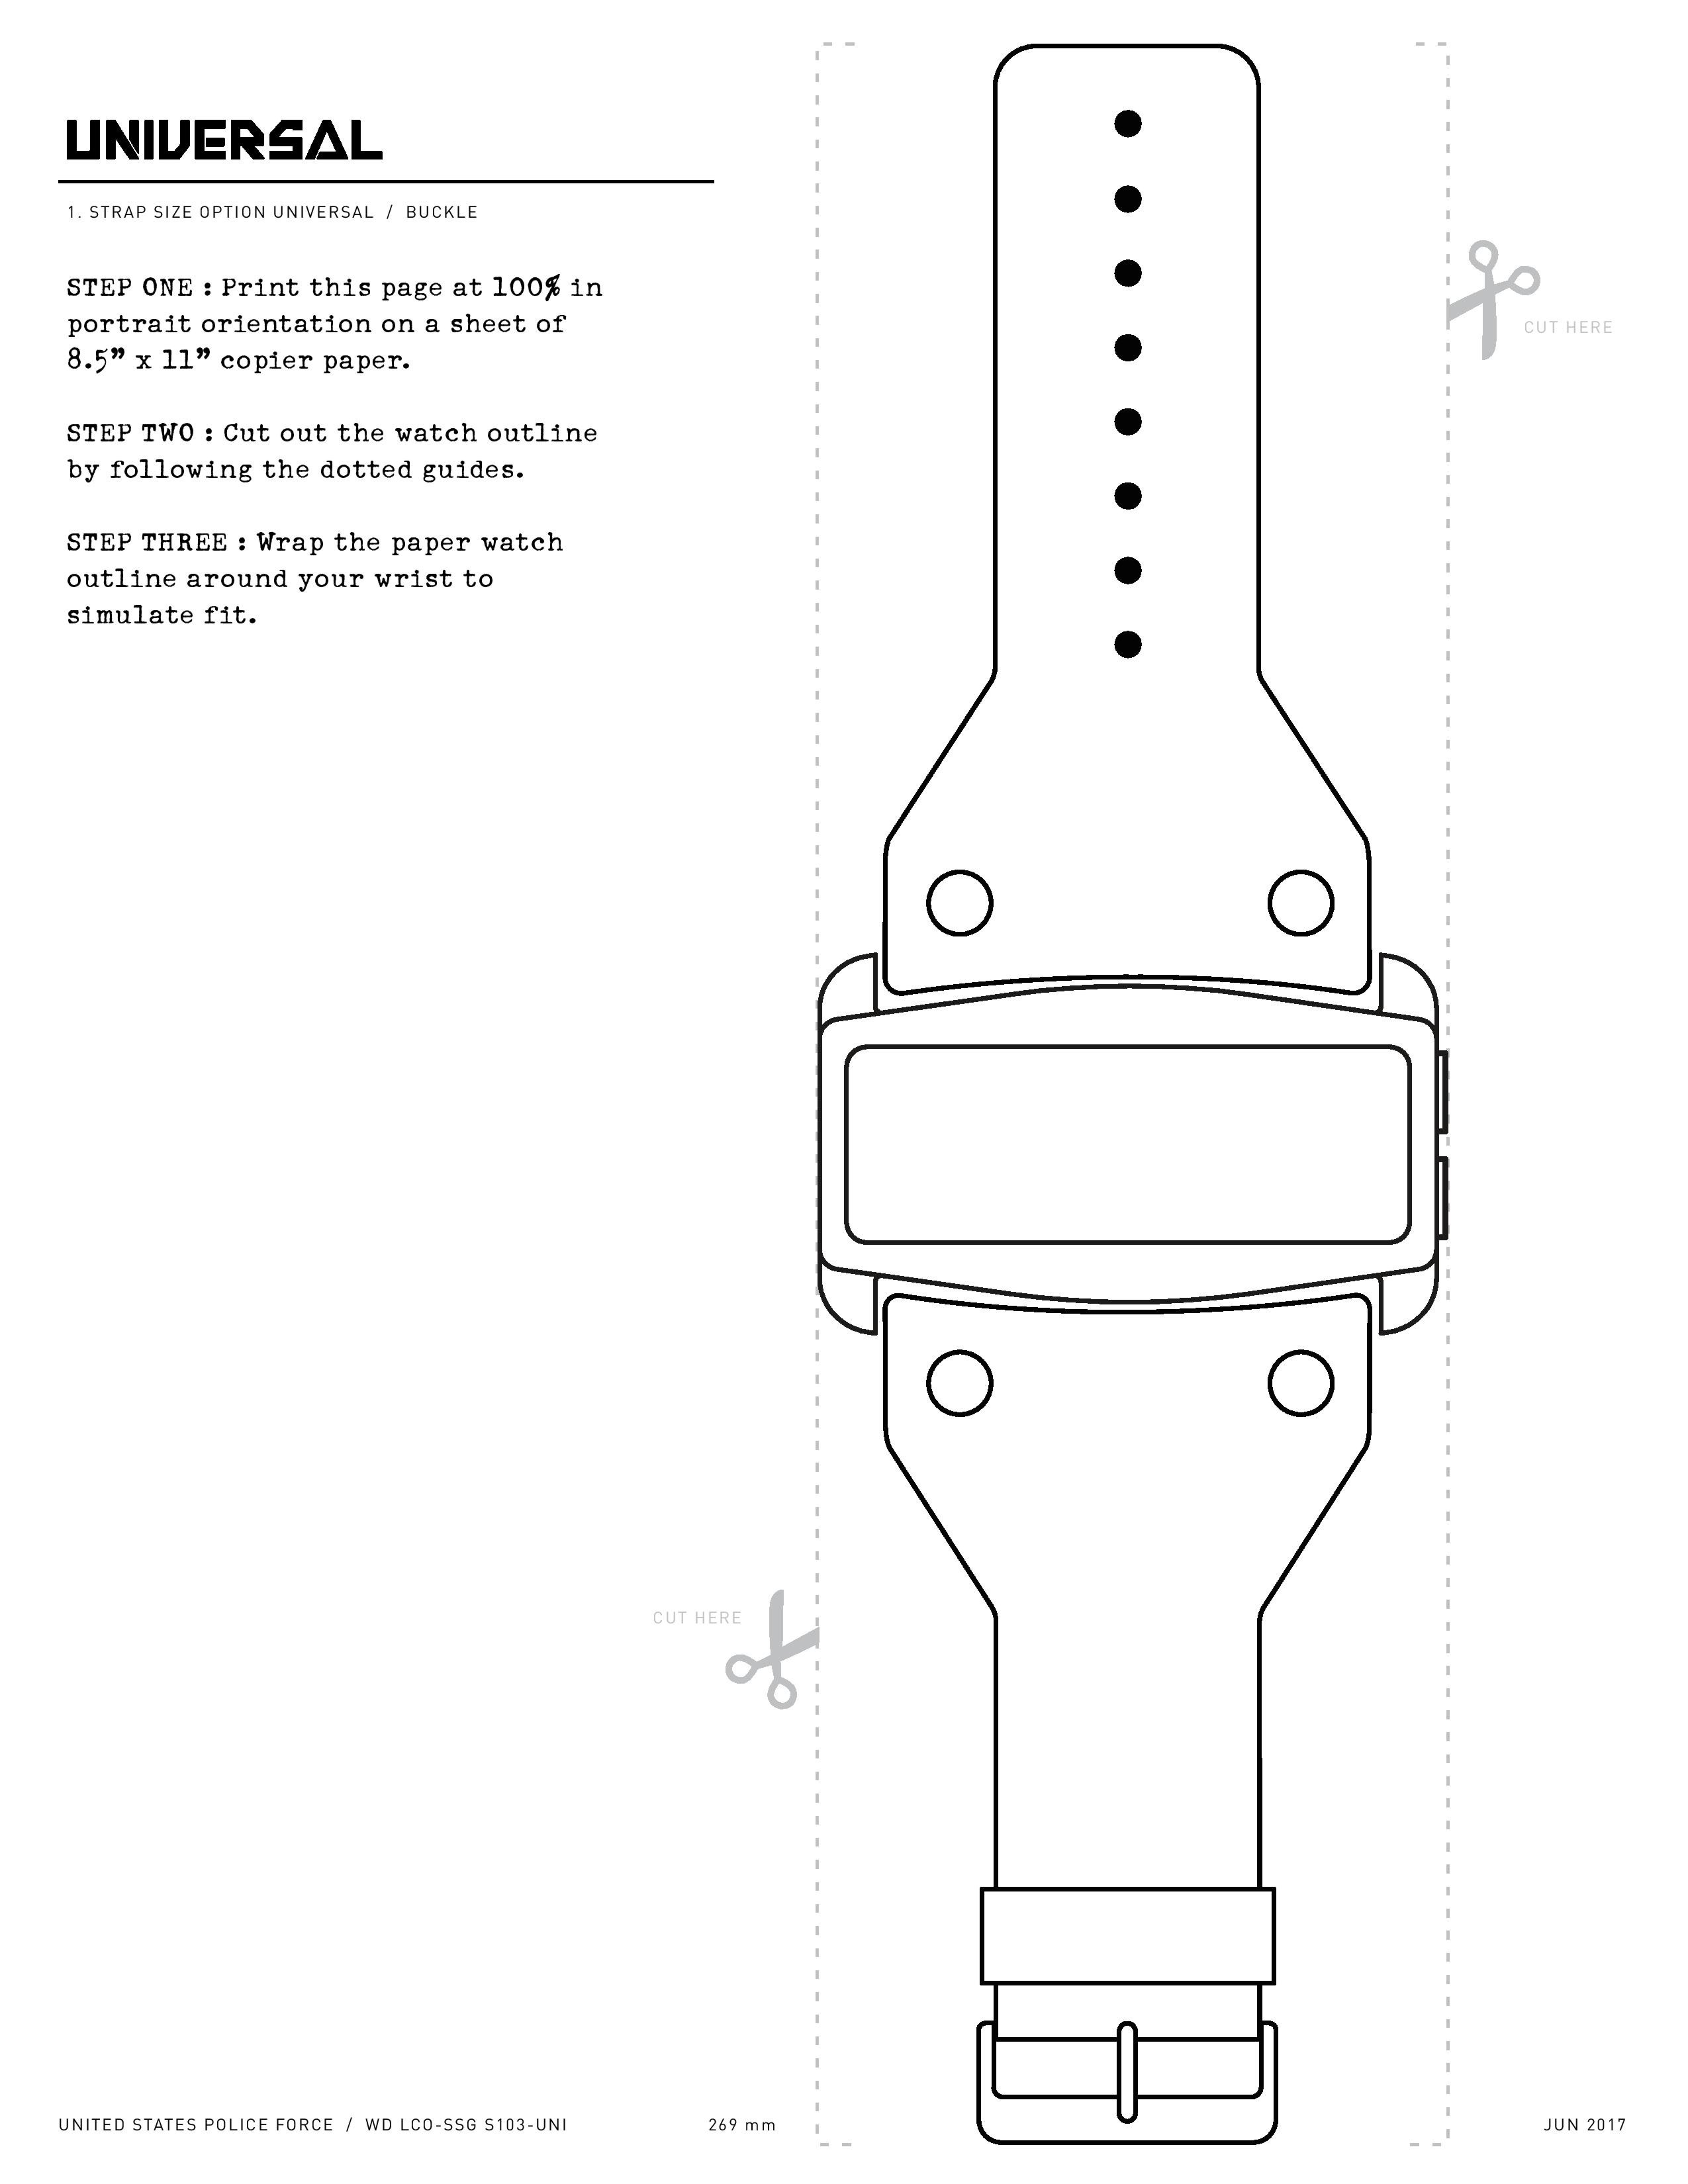 UNIVERSAL
1. STRAP SIZE OPTION UNIVERSAL / BUCKLE
STEP ONE : Print this page at 100% in
portrait orientation on a sheet of
8.5” x 11” copier paper.
STEP TWO : Cut out the watch outline
by following the dotted guides.
STEP THREE : Wrap the paper watch
outline around your wrist to
simulate fit.
CUT HERE
CUT HERE
UNITED STATES POLICE FORCE / WD LCO-SSG S103-UNI
269 mm
JUN 2017